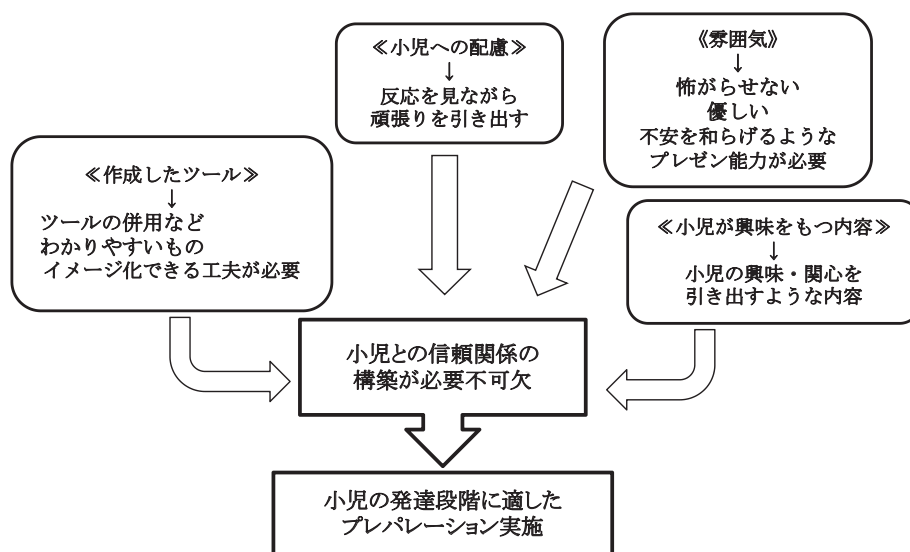 ≪小児への配慮≫
↓
反応を見ながら
頑張りを引き出す
《雰囲気》
↓
怖がらせない
優しい
不安を和らげるような
プレゼン能力が必要
≪作成したツール≫
↓
ツールの併用など
わかりやすいもの
イメージ化できる工夫が必要
≪小児が興味をもつ内容≫
↓
小児の興味・関心を
引き出すような内容
小児との信頼関係の
構築が必要不可欠
小児の発達段階に適した
プレパレーション実施